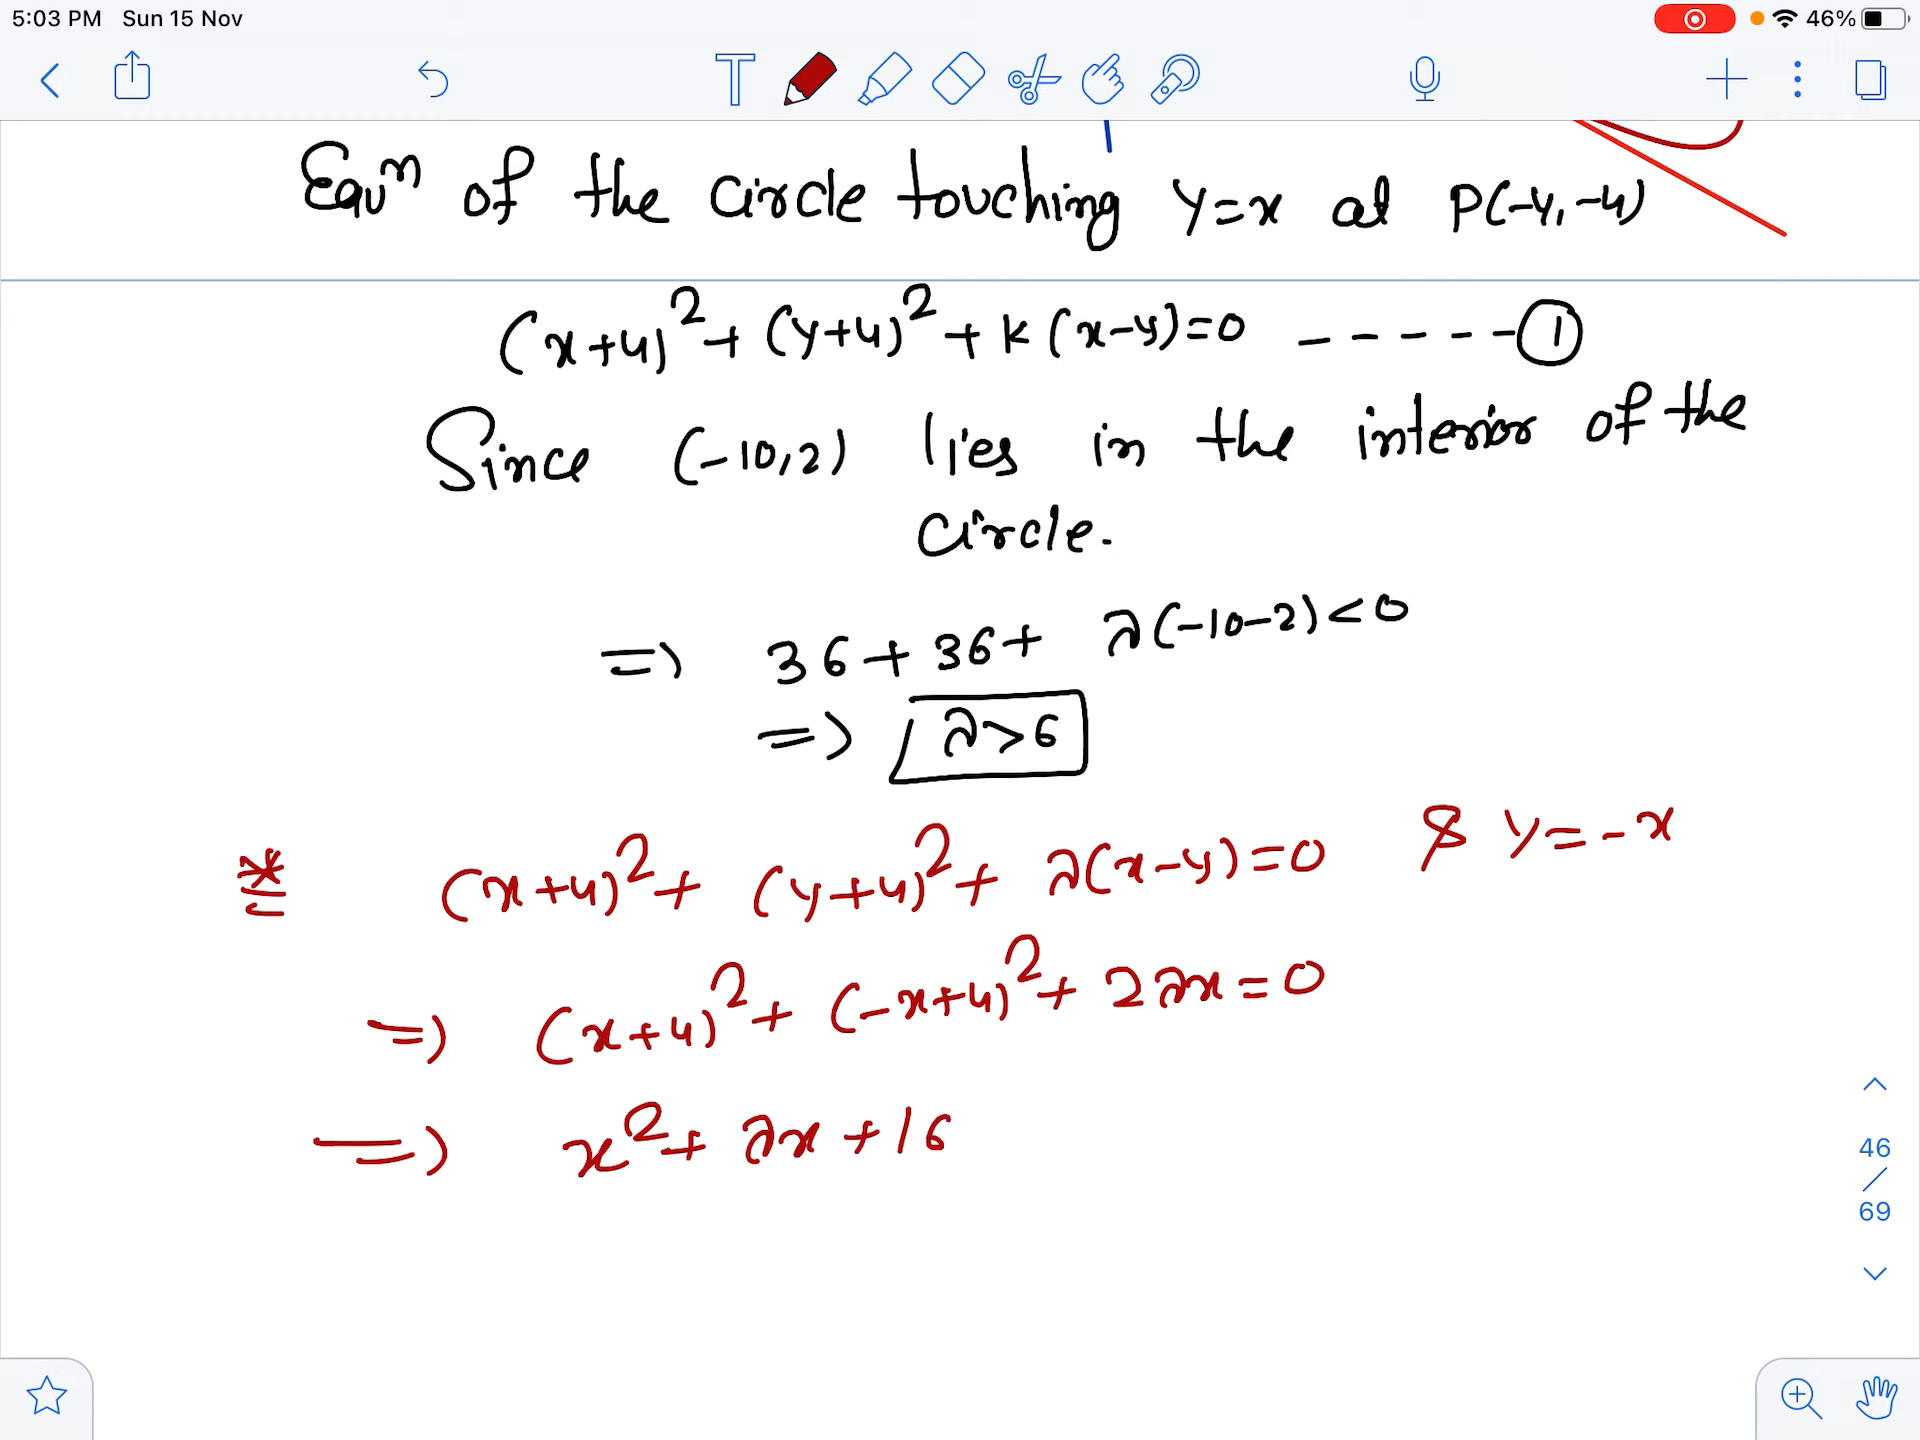 5:03 PM Sun 15 Nov 46%
T
Equⁿ of the circle touching y=x at P(-4,-4)
(x+4)²+(y+4)²+k(x-y)=0 -----①
Since (-10,2) lies in the interior of the
circle.
=> 36+36+ λ(-10-2)<0
=> λ>6
* (x+4)²+ (y+4)²+ λ(x-y)=0 & y=-x
=> (x+4)²+ (-x+4)²+ 2λx=0
=> x²+ λx+16
46
/
69